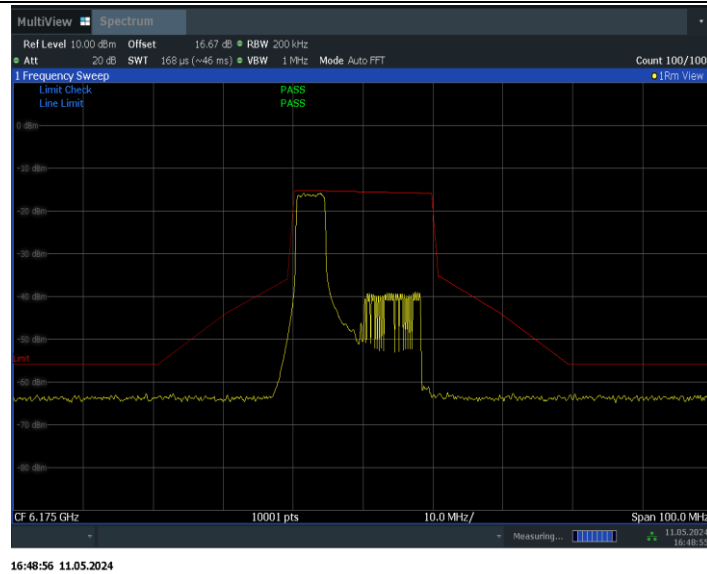 MultiView Spectrum
Ref Level 10.00 dBm Offset 16.67 dB RBW 200 kHz
Att 20 dB SWT 168 µs (~46 ms) VBW 1 MHz Mode Auto FFT Count 100/100
1 Frequency Sweep 1Rm View
Limit Check PASS
Line Limit PASS
0 dBm
-10 dBm
-20 dBm
-30 dBm
-40 dBm
-50 dBm
Limit
-60 dBm
-70 dBm
-80 dBm
CF 6.175 GHz 10001 pts 10.0 MHz/ Span 100.0 MHz
Measuring... 11.05.2024
16:48:55
16:48:56 11.05.2024